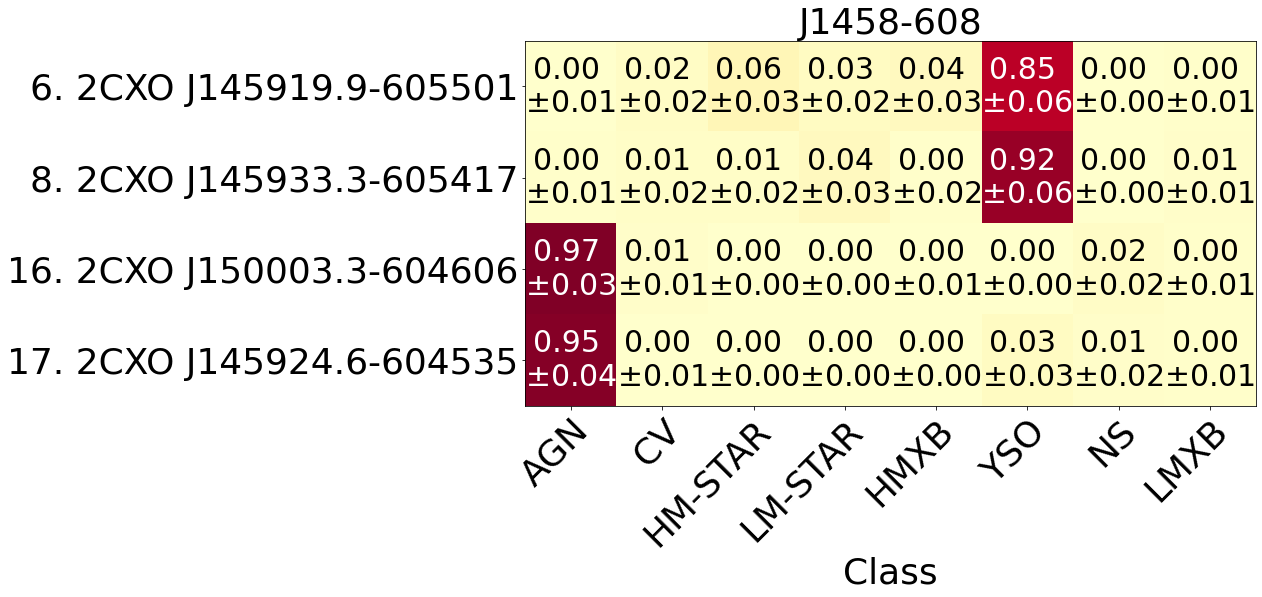 J1458-608
6. 2CXO J145919.9-605501 0.00 0.02 0.06 0.03 0.04 0.85 0.00 0.00
±0.01 ±0.02 ±0.03 ±0.02 ±0.03 ±0.06 ±0.00 ±0.01
8. 2CXO J145933.3-605417 0.00 0.01 0.01 0.04 0.00 0.92 0.00 0.01
±0.01 ±0.02 ±0.02 ±0.03 ±0.02 ±0.06 ±0.00 ±0.01
16. 2CXO J150003.3-604606 0.97 0.01 0.00 0.00 0.00 0.00 0.02 0.00
±0.03 ±0.01 ±0.00 ±0.00 ±0.01 ±0.00 ±0.02 ±0.01
17. 2CXO J145924.6-604535 0.95 0.00 0.00 0.00 0.00 0.03 0.01 0.00
±0.04 ±0.01 ±0.00 ±0.00 ±0.00 ±0.03 ±0.02 ±0.01
AGN CV HM-STAR LM-STAR HMXB YSO NS LMXB
Class